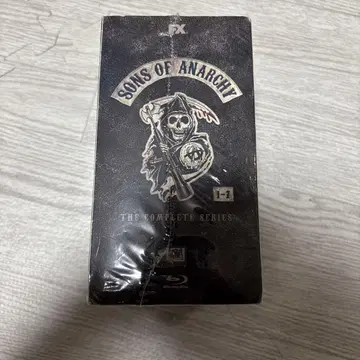 FX
SONS OF ANARCHY
1-7
THE COMPLETE SERIES